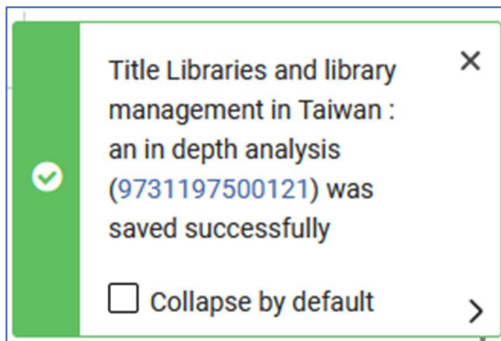 Title Libraries and library
management in Taiwan :
an in depth analysis
(9731197500121) was
saved successfully
Collapse by default